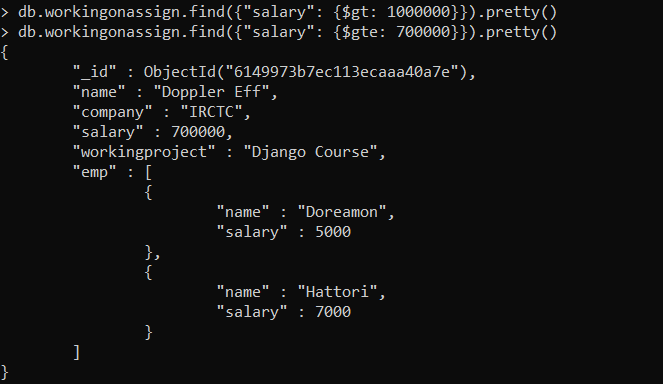 > db.workingonassign.find({"salary": {$gt: 1000000}}).pretty()
> db.workingonassign.find({"salary": {$gte: 700000}}).pretty()
{
        "_id" : ObjectId("6149973b7ec113ecaaa40a7e"),
        "name" : "Doppler Eff",
        "company" : "IRCTC",
        "salary" : 700000,
        "workingproject" : "Django Course",
        "emp" : [
                {
                        "name" : "Doreamon",
                        "salary" : 5000
                },
                {
                        "name" : "Hattori",
                        "salary" : 7000
                }
        ]
}